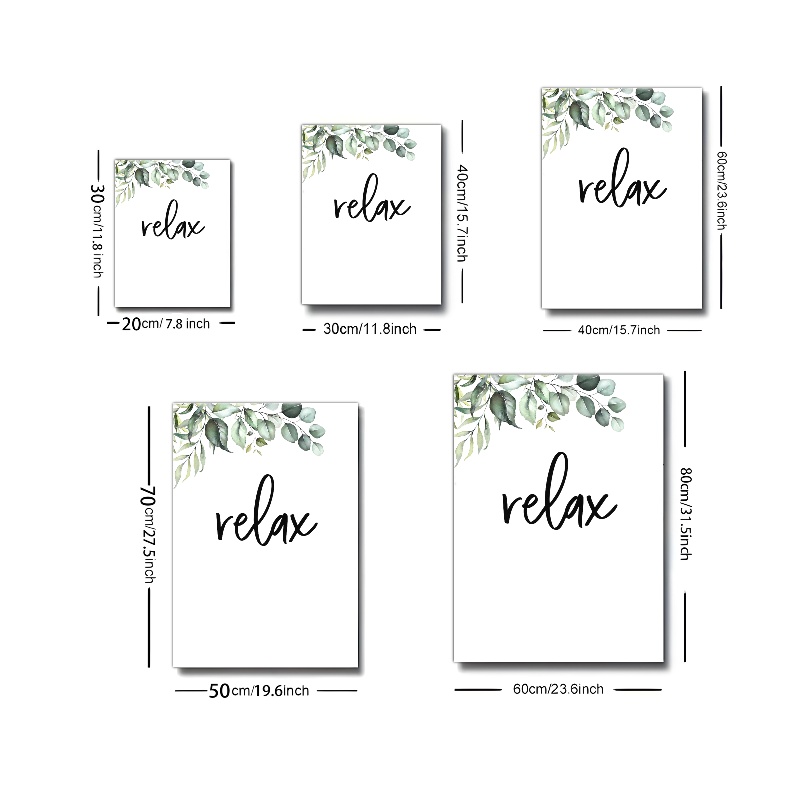 relax
30cm/11.8 inch
20cm/ 7.8 inch
relax
40cm/15.7inch
30cm/11.8inch
relax
60cm/23.6inch
40cm/15.7inch
relax
70cm/27.5inch
50cm/19.6inch
relax
80cm/31.5inch
60cm/23.6inch